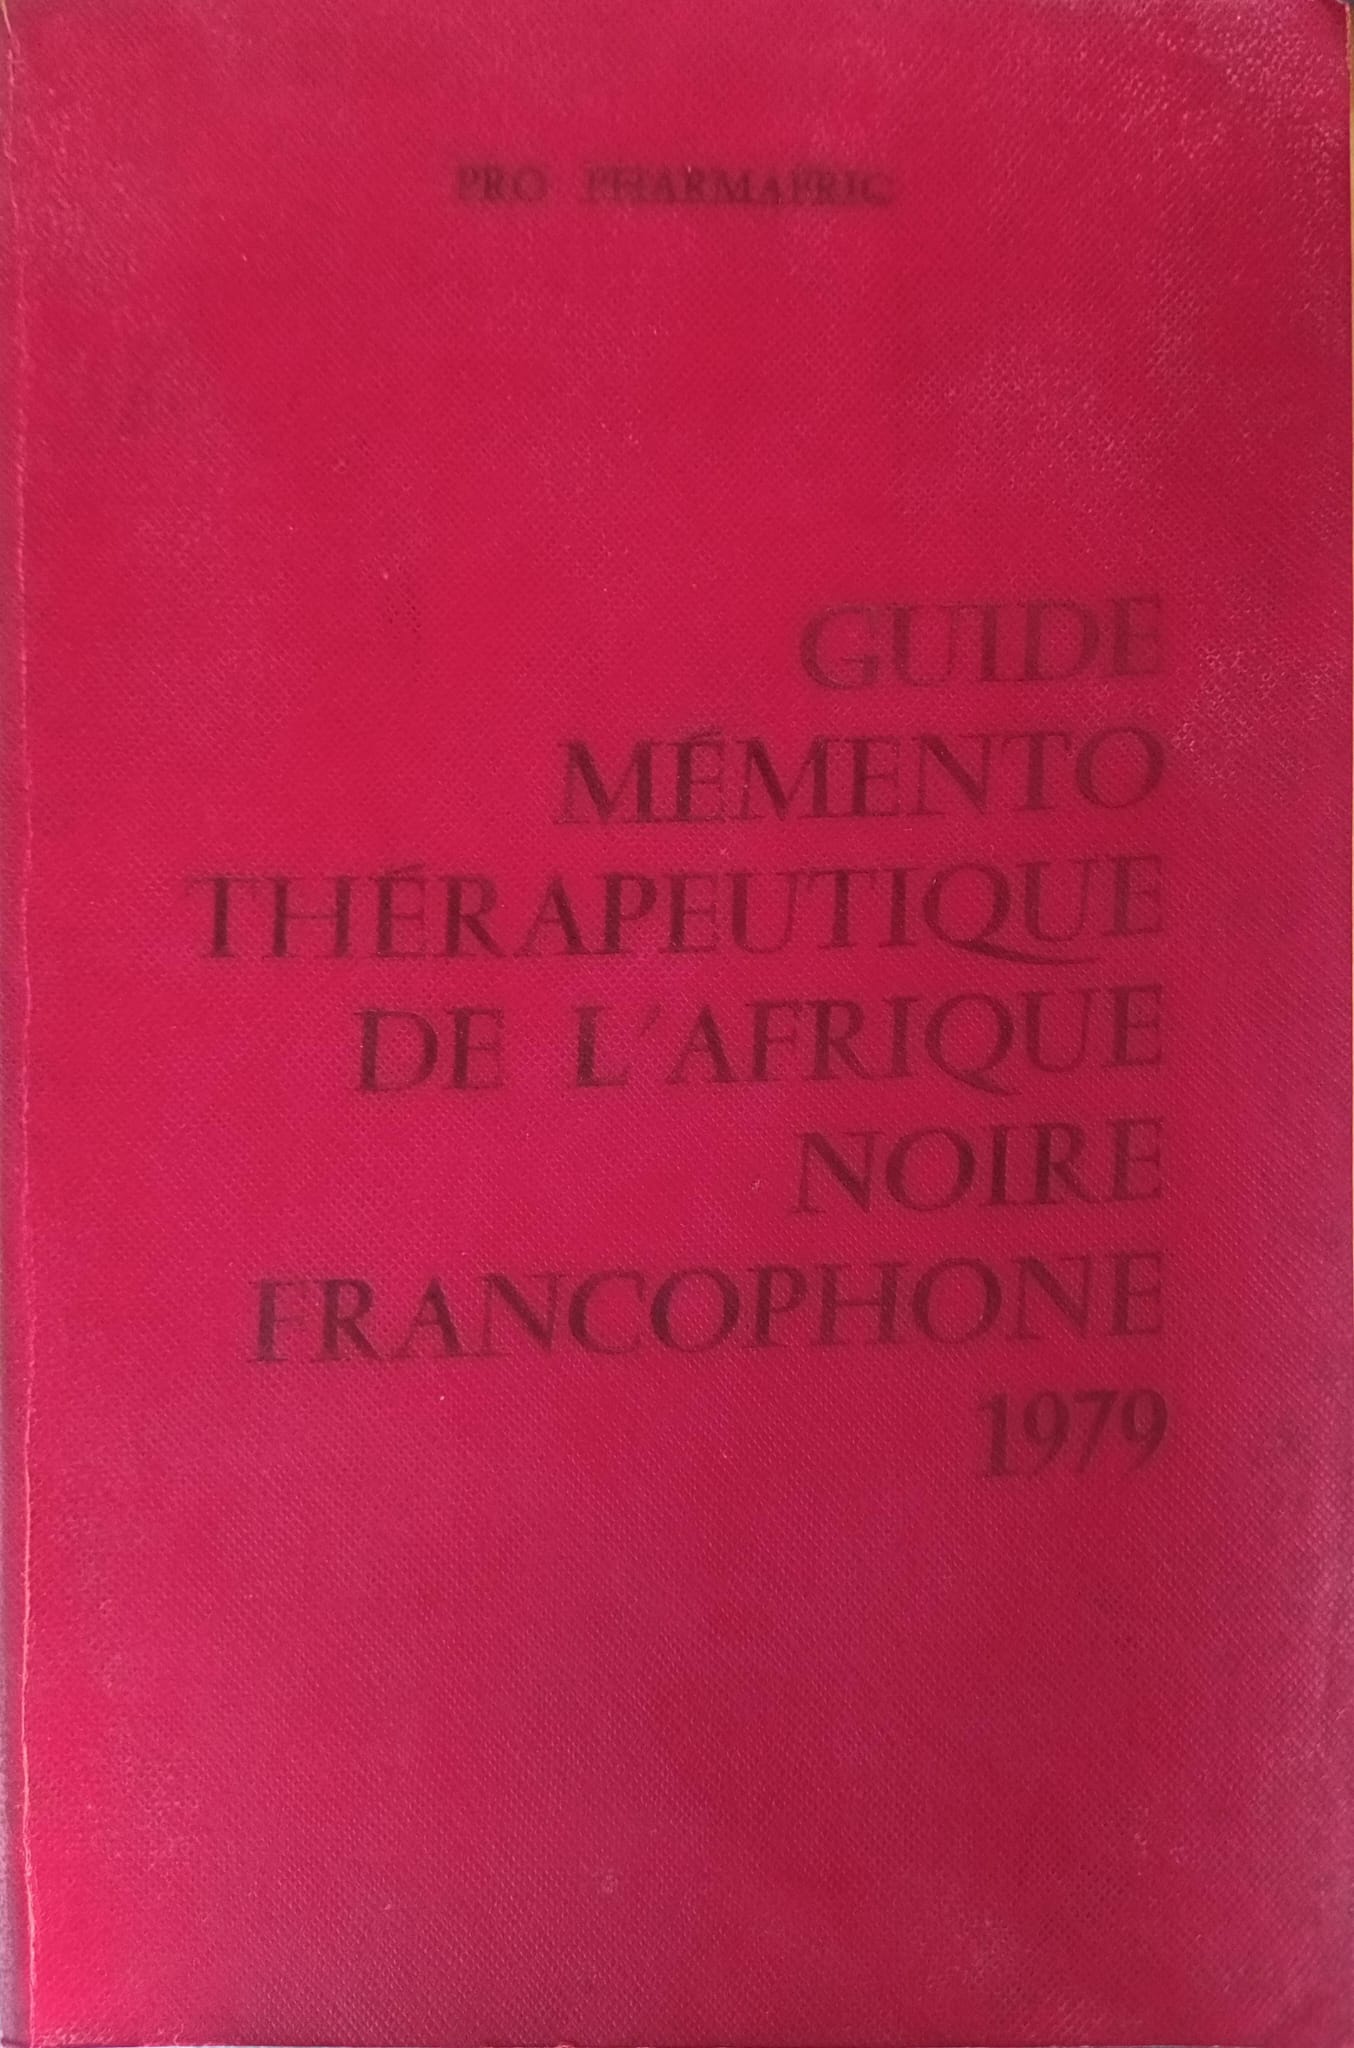 PRO PHARMAFRIC
GUIDE
MÉMENTO
THÉRAPEUTIQUE
DE L'AFRIQUE
NOIRE
FRANCOPHONE
1979